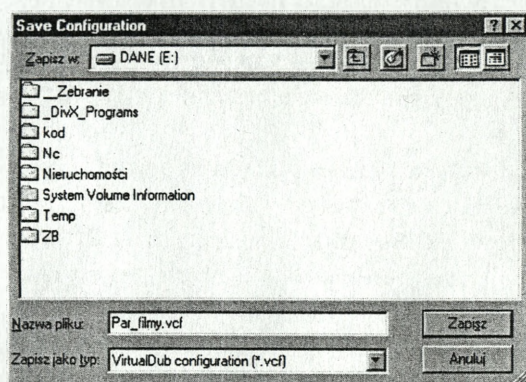 Save Configuration
Zapisz w: DANE (E:)
__Zebranie
_DivX_Programs
kod
Nc
Nieruchomości
System Volume Information
Temp
ZB
Nazwa pliku: Par_filmy.vcf Zapisz
Zapisz jako typ: VirtualDub configuration (*.vcf) Anuluj